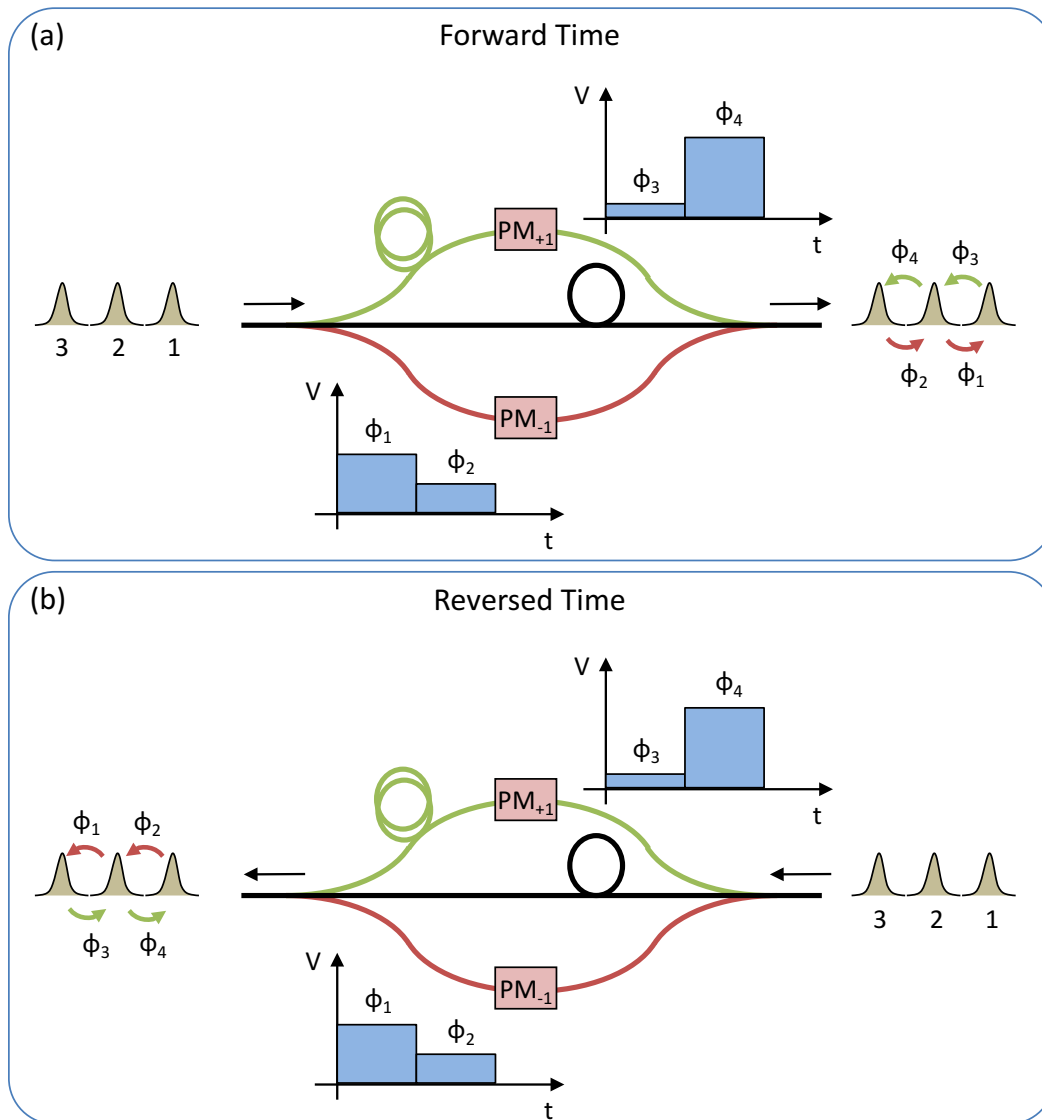 (a)
Forward Time
V
ϕ₄
ϕ₃
t
PM₊₁
ϕ₄ ϕ₃
3 2 1
ϕ₂ ϕ₁
PM₋₁
V
ϕ₁
ϕ₂
t
(b)
Reversed Time
V
ϕ₄
ϕ₃
t
PM₊₁
ϕ₁ ϕ₂
ϕ₃ ϕ₄
3 2 1
PM₋₁
V
ϕ₁
ϕ₂
t